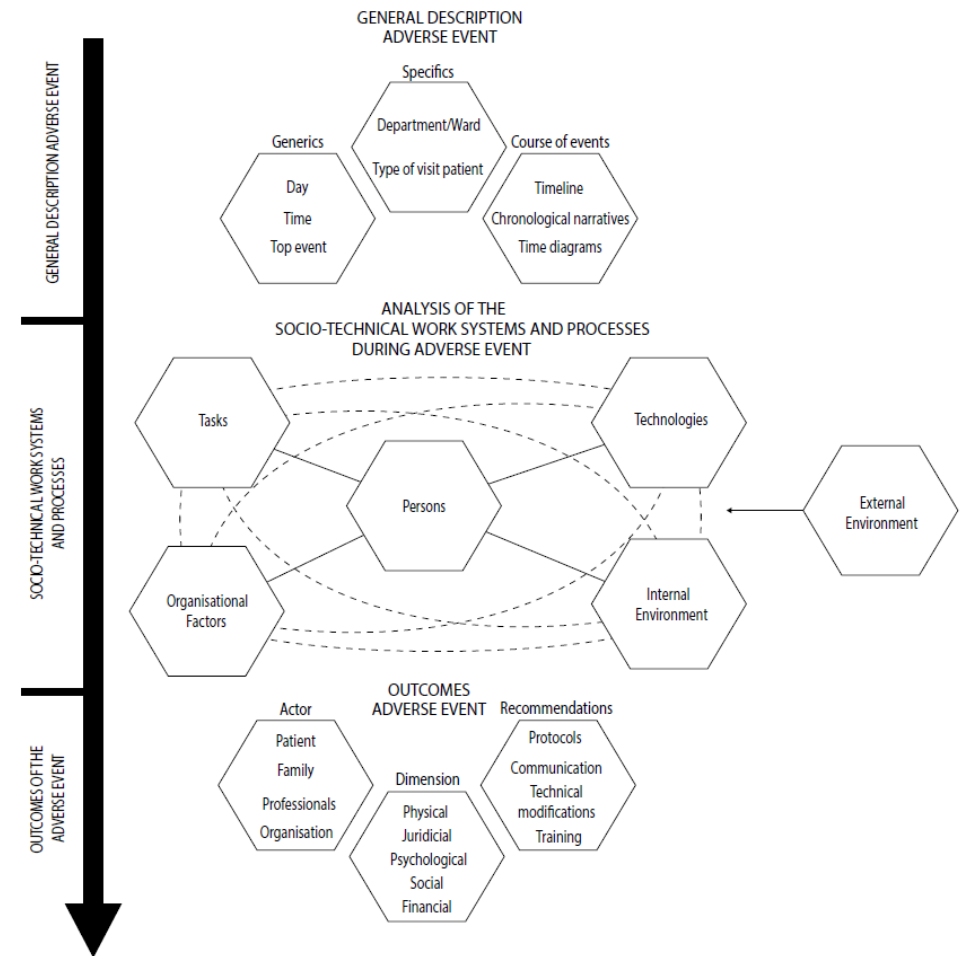 GENERAL DESCRIPTION
ADVERSE EVENT
GENERAL DESCRIPTION ADVERSE EVENT
Specifics
Department/Ward
Type of visit patient
Generics
Day
Time
Top event
Course of events
Timeline
Chronological narratives
Time diagrams
ANALYSIS OF THE
SOCIO-TECHNICAL WORK SYSTEMS AND PROCESSES
DURING ADVERSE EVENT
SOCIO-TECHNICAL WORK SYSTEMS
AND PROCESSES
Tasks
Technologies
Persons
External
Environment
Organisational
Factors
Internal
Environment
OUTCOMES
ADVERSE EVENT
OUTCOMES OF THE
ADVERSE EVENT
Actor
Patient
Family
Professionals
Organisation
Dimension
Physical
Juridicial
Psychological
Social
Financial
Recommendations
Protocols
Communication
Technical
modifications
Training